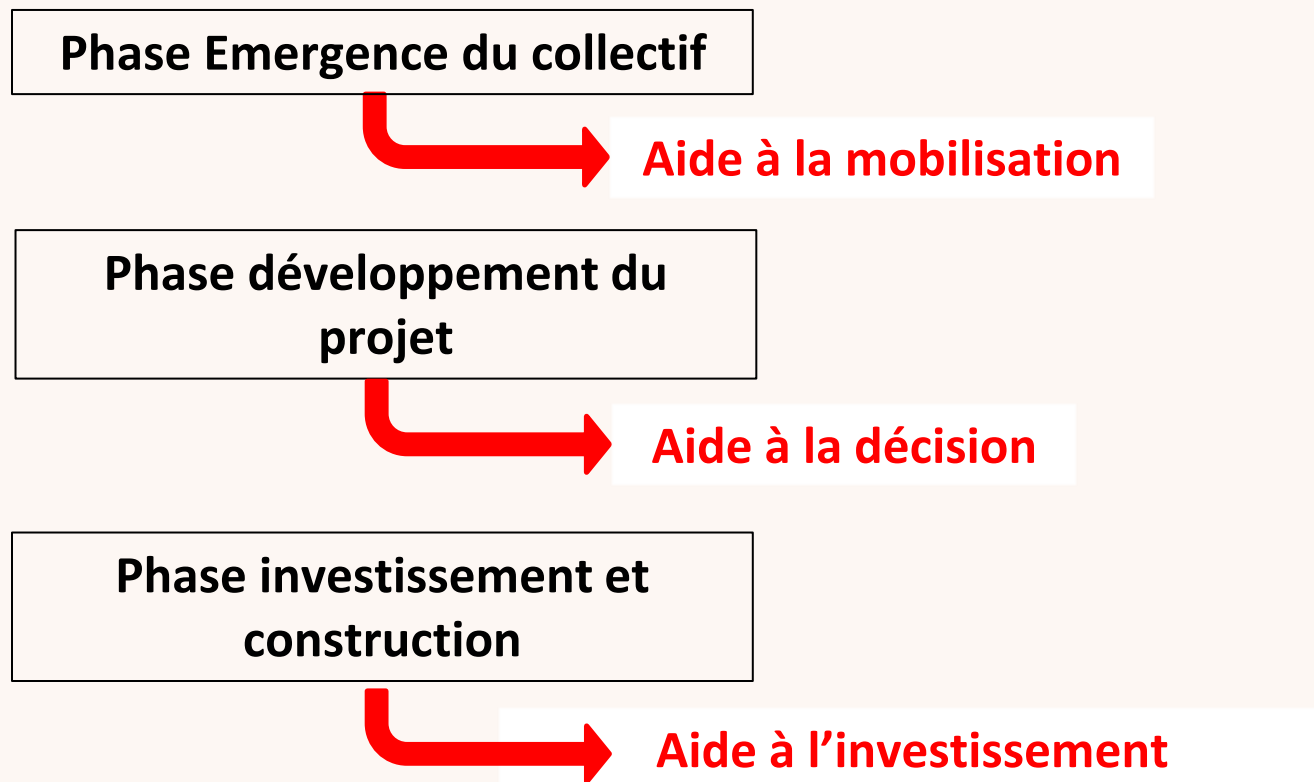 Phase Emergence du collectif
Aide à la mobilisation
Phase développement du
projet
Aide à la décision
Phase investissement et
construction
Aide à l’investissement